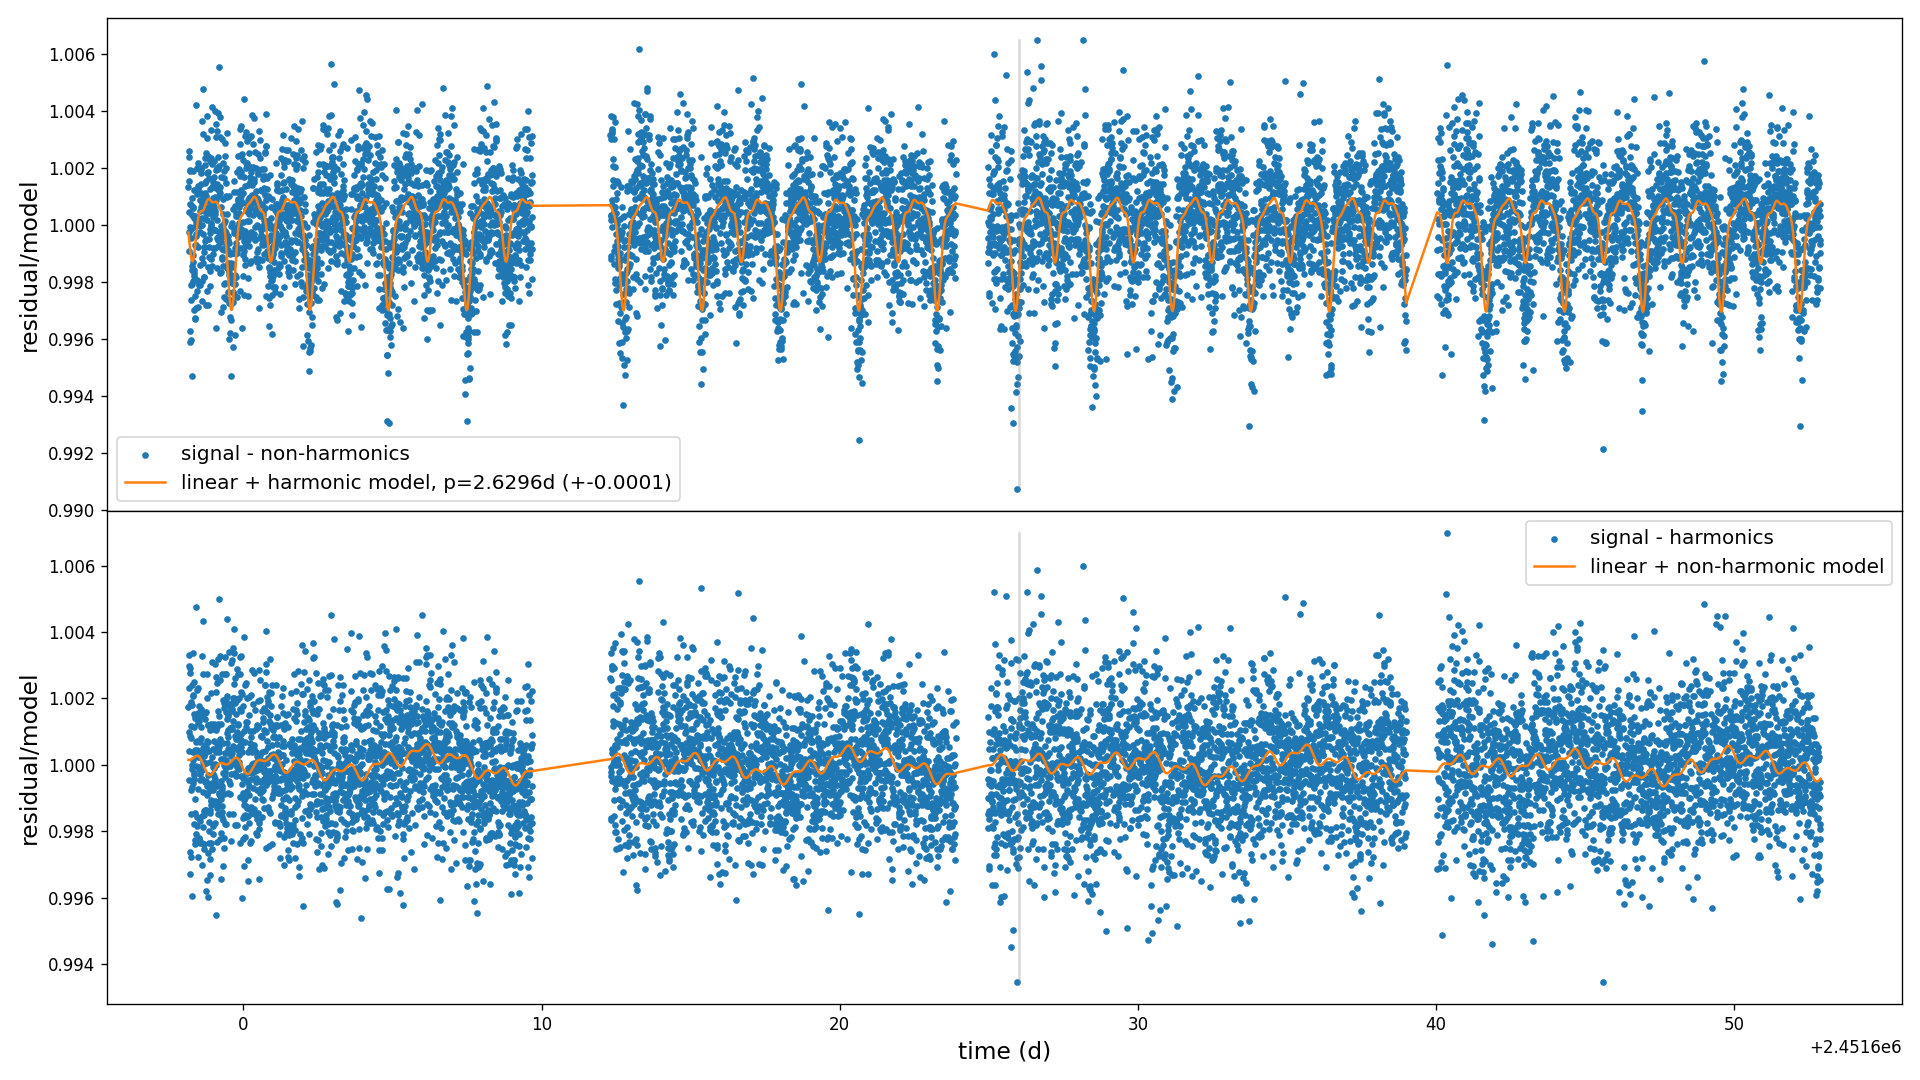 1.006
1.004
1.002
1.000
0.998
0.996
0.994
0.992
0.990
residual/model
signal - non-harmonics
linear + harmonic model, p=2.6296d (+-0.0001)
signal - harmonics
linear + non-harmonic model
1.006
1.004
1.002
1.000
0.998
0.996
0.994
residual/model
0 10 20 30 40 50
time (d)
+2.4516e6